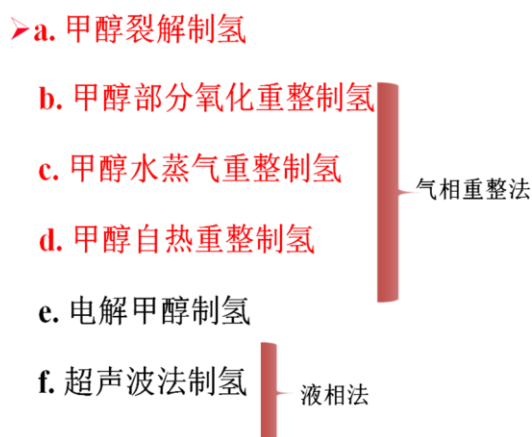 ➢a. 甲醇裂解制氢
b. 甲醇部分氧化重整制氢
c. 甲醇水蒸气重整制氢
气相重整法
d. 甲醇自热重整制氢
e. 电解甲醇制氢
f. 超声波法制氢
液相法